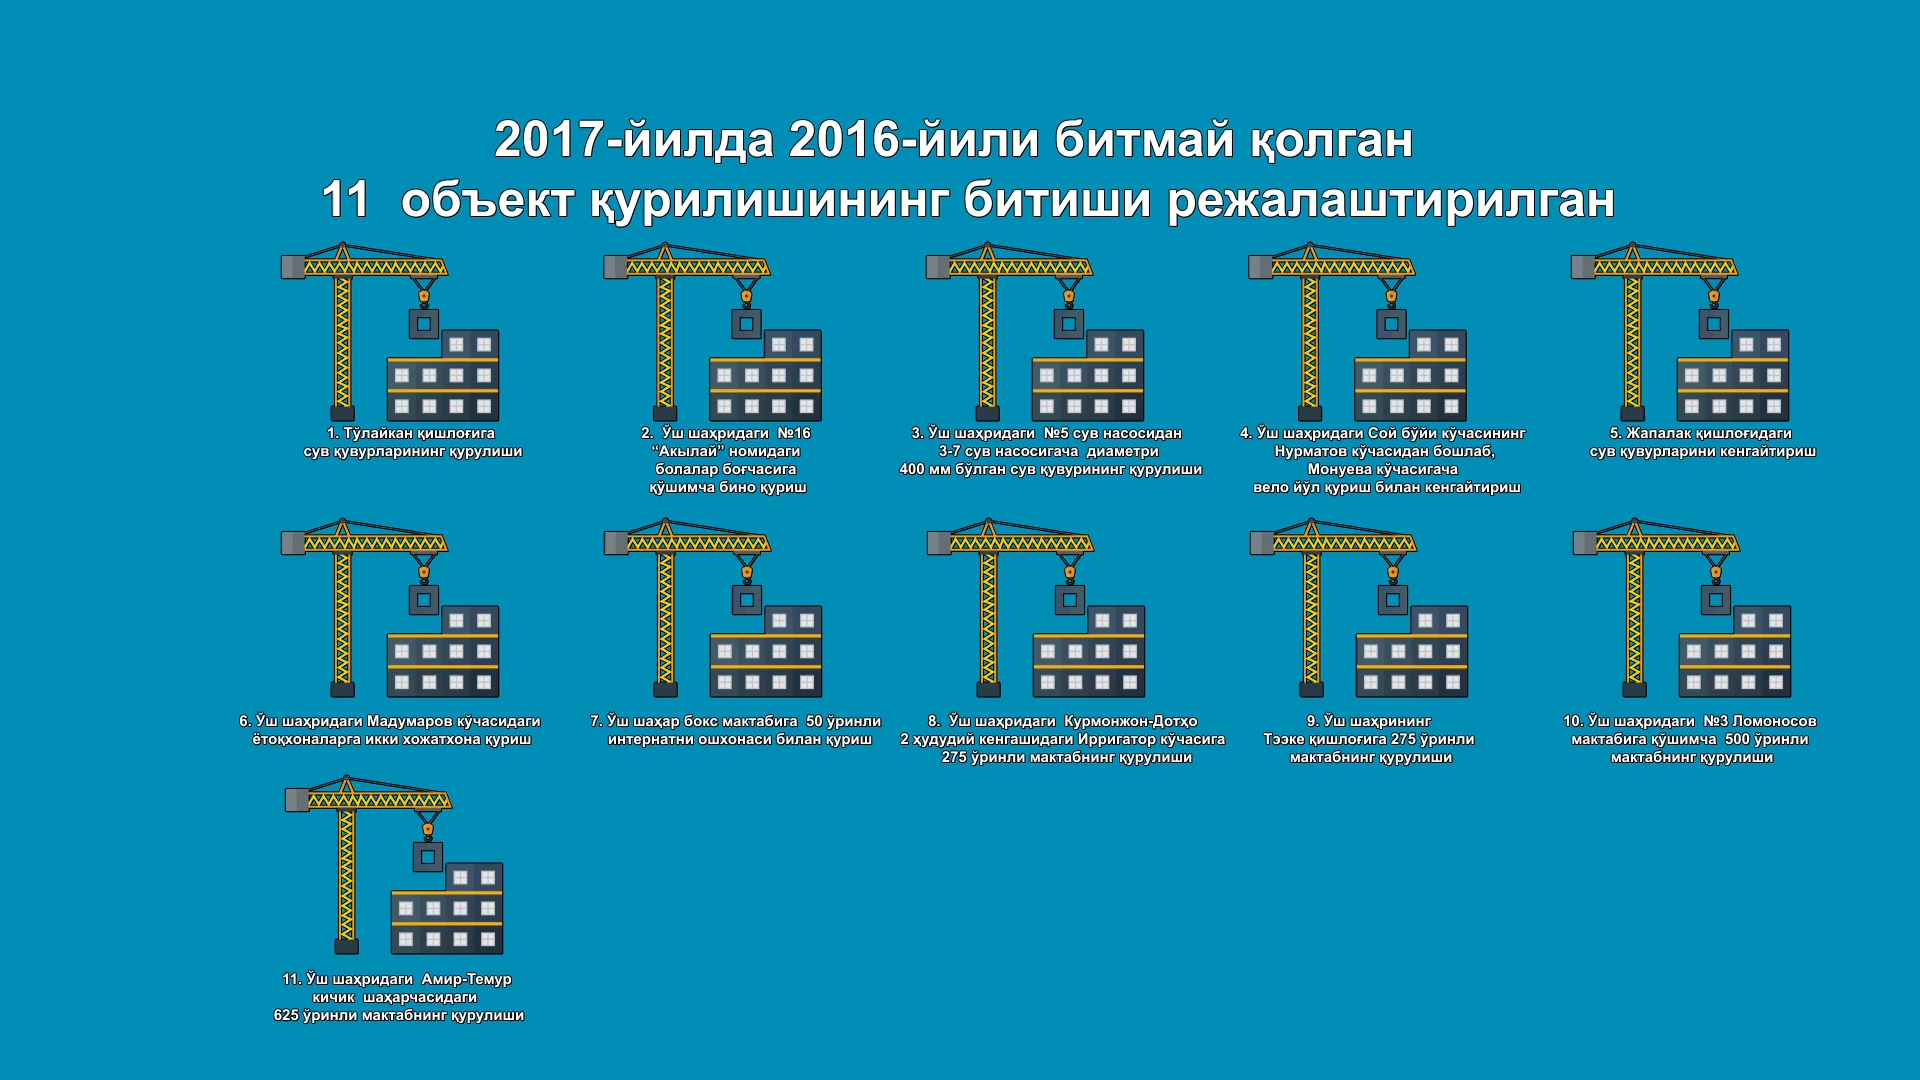 2017-йилда 2016-йили битмай қолган
11 объект қурилишининг битиши режалаштирилган
1. Тўлайкан қишлоғига
сув қувурларининг қурулиши
2. Ўш шаҳридаги №16
“Акылай” номидаги
болалар боғчасига
қўшимча бино қуриш
3. Ўш шаҳридаги №5 сув насосидан
3-7 сув насосигача диаметри
400 мм бўлган сув қувурининг қурулиши
4. Ўш шаҳридаги Сой бўйи кўчасининг
Нурматов кўчасидан бошлаб,
Монуева кўчасигача
вело йўл қуриш билан кенгайтириш
5. Жапалак қишлоғидаги
сув қувурларини кенгайтириш
6. Ўш шаҳридаги Мадумаров кўчасидаги
ётоқхоналарга икки хожатхона қуриш
7. Ўш шаҳар бокс мактабига 50 ўринли
интернатни ошхонаси билан қуриш
8. Ўш шаҳридаги Курмонжон-Дотҳо
2 ҳудудий кенгашидаги Ирригатор кўчасига
275 ўринли мактабнинг қурулиши
9. Ўш шаҳрининг
Тээке қишлоғига 275 ўринли
мактабнинг қурулиши
10. Ўш шаҳридаги №3 Ломоносов
мактабига қўшимча 500 ўринли
мактабнинг қурулиши
11. Ўш шаҳридаги Амир-Темур
кичик шаҳарчасидаги
625 ўринли мактабнинг қурулиши